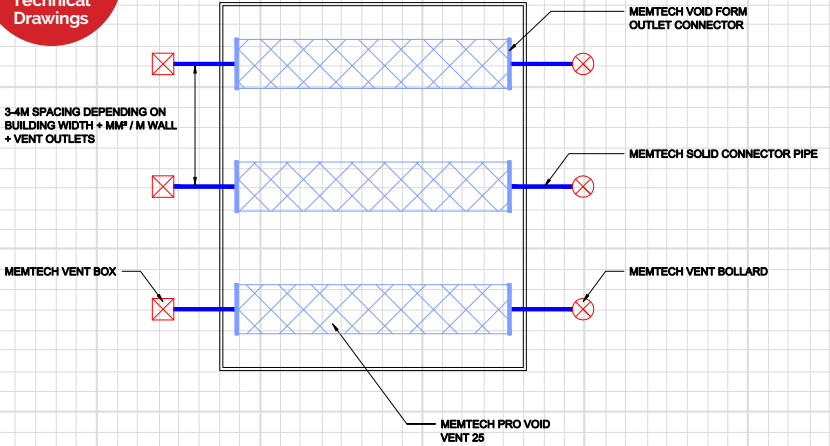 Technical
Drawings
MEMTECH VOID FORM
OUTLET CONNECTOR
3-4M SPACING DEPENDING ON
BUILDING WIDTH + MM² / M WALL
+ VENT OUTLETS
MEMTECH SOLID CONNECTOR PIPE
MEMTECH VENT BOX
MEMTECH VENT BOLLARD
MEMTECH PRO VOID
VENT 25